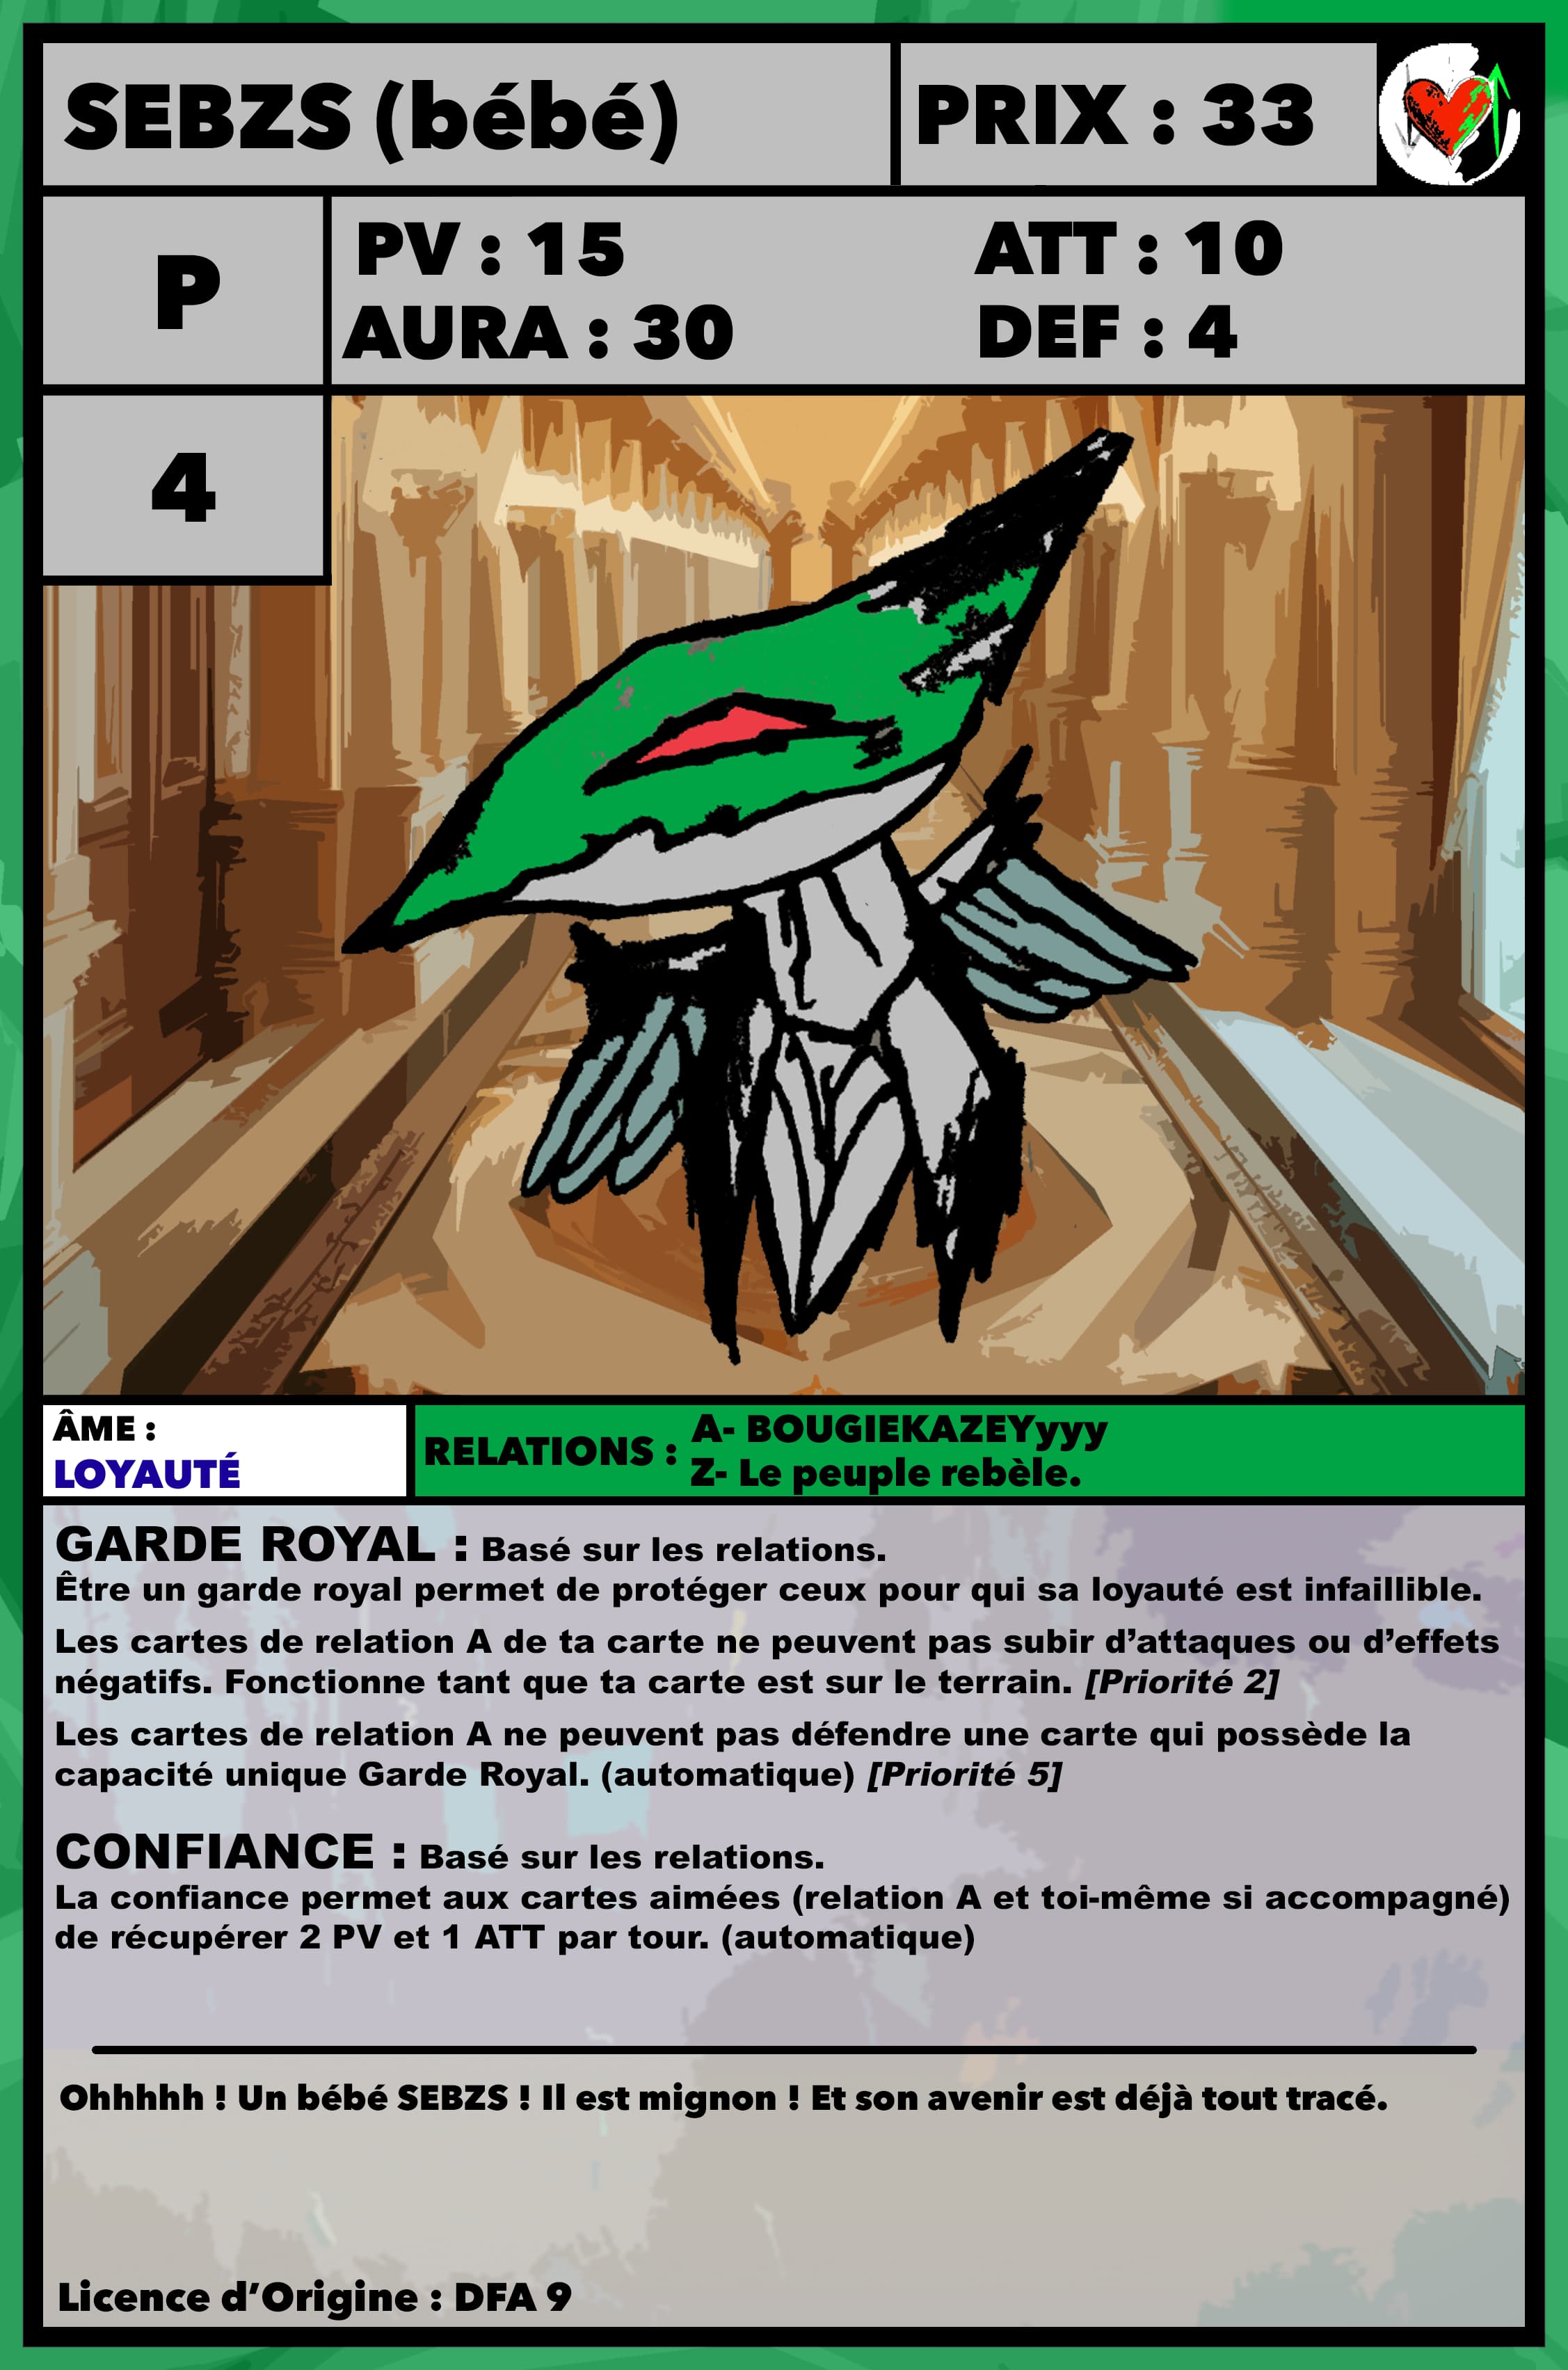 SEBZS (bébé)
PRIX : 33
P
PV : 15
ATT : 10
AURA : 30
DEF : 4
4
ÂME :
LOYAUTÉ
RELATIONS :
A- BOUGIEKAZEYyyy
Z- Le peuple rebèle.
GARDE ROYAL : Basé sur les relations.
Être un garde royal permet de protéger ceux pour qui sa loyauté est infaillible.
Les cartes de relation A de ta carte ne peuvent pas subir d’attaques ou d’effets
négatifs. Fonctionne tant que ta carte est sur le terrain. [Priorité 2]
Les cartes de relation A ne peuvent pas défendre une carte qui possède la
capacité unique Garde Royal. (automatique) [Priorité 5]
CONFIANCE : Basé sur les relations.
La confiance permet aux cartes aimées (relation A et toi-même si accompagné)
de récupérer 2 PV et 1 ATT par tour. (automatique)
Ohhhhh ! Un bébé SEBZS ! Il est mignon ! Et son avenir est déjà tout tracé.
Licence d’Origine : DFA 9